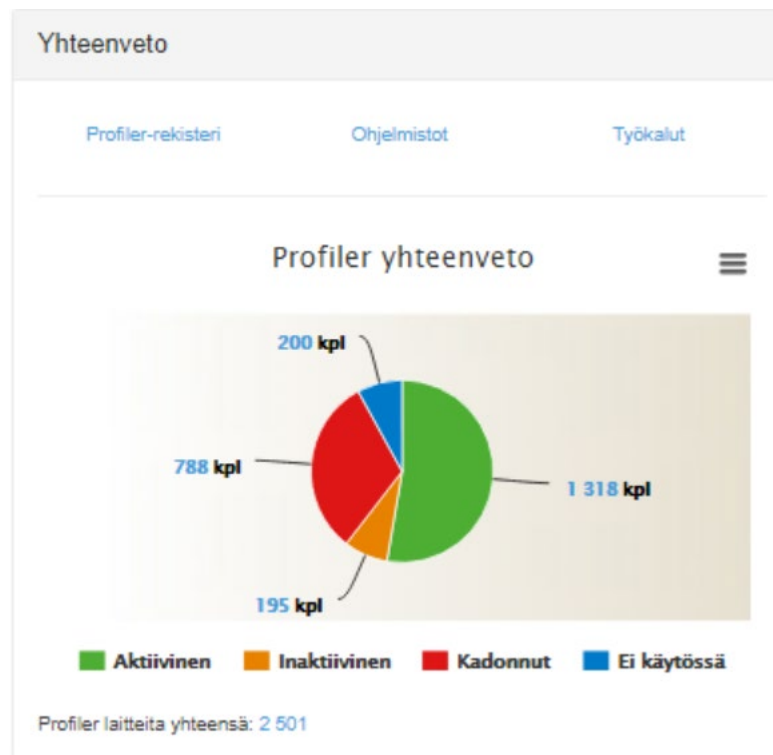 Yhteenveto
Profiler-rekisteri Ohjelmistot Työkalut
Profiler yhteenveto
200 kpl
788 kpl
1 318 kpl
195 kpl
Aktiivinen Inaktiivinen Kadonnut Ei käytössä
Profiler laitteita yhteensä: 2 501